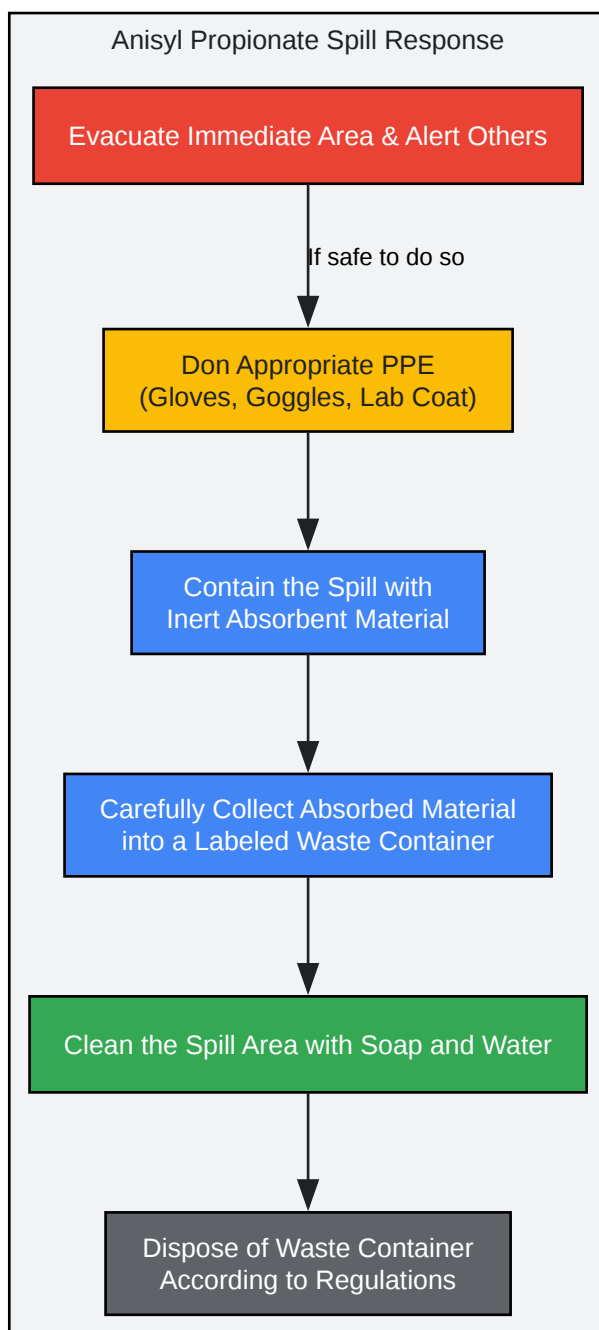 Anisyl Propionate Spill Response
Evacuate Immediate Area & Alert Others
If safe to do so
Don Appropriate PPE
(Gloves, Goggles, Lab Coat)
Contain the Spill with
Inert Absorbent Material
Carefully Collect Absorbed Material
into a Labeled Waste Container
Clean the Spill Area with Soap and Water
Dispose of Waste Container
According to Regulations